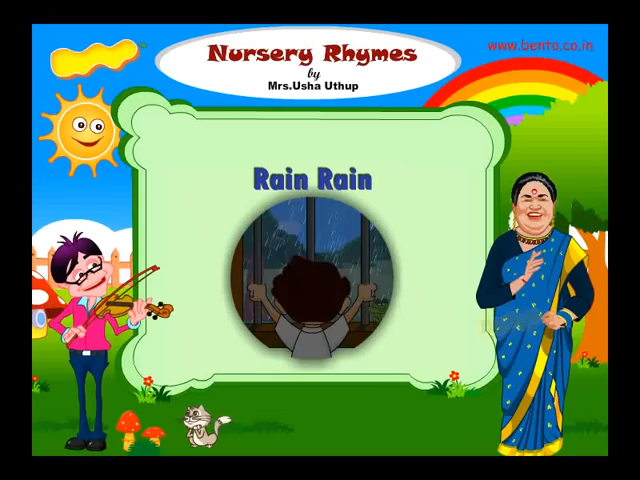 Nursery Rhymes
by
Mrs.Usha Uthup
www.bento.co.in
Rain Rain